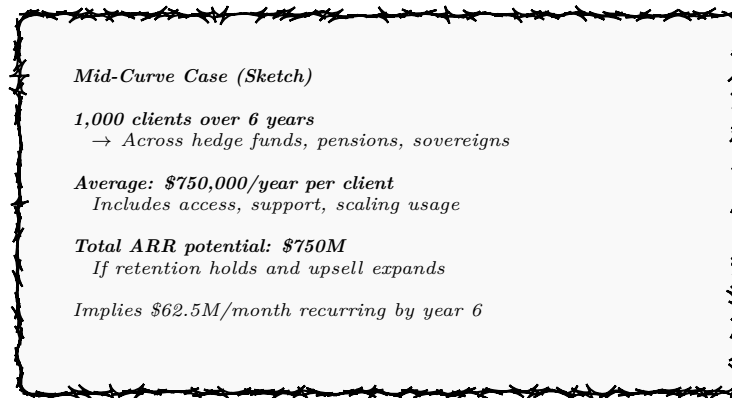 Mid-Curve Case (Sketch)
1,000 clients over 6 years
→ Across hedge funds, pensions, sovereigns
Average: $750,000/year per client
Includes access, support, scaling usage
Total ARR potential: $750M
If retention holds and upsell expands
Implies $62.5M/month recurring by year 6